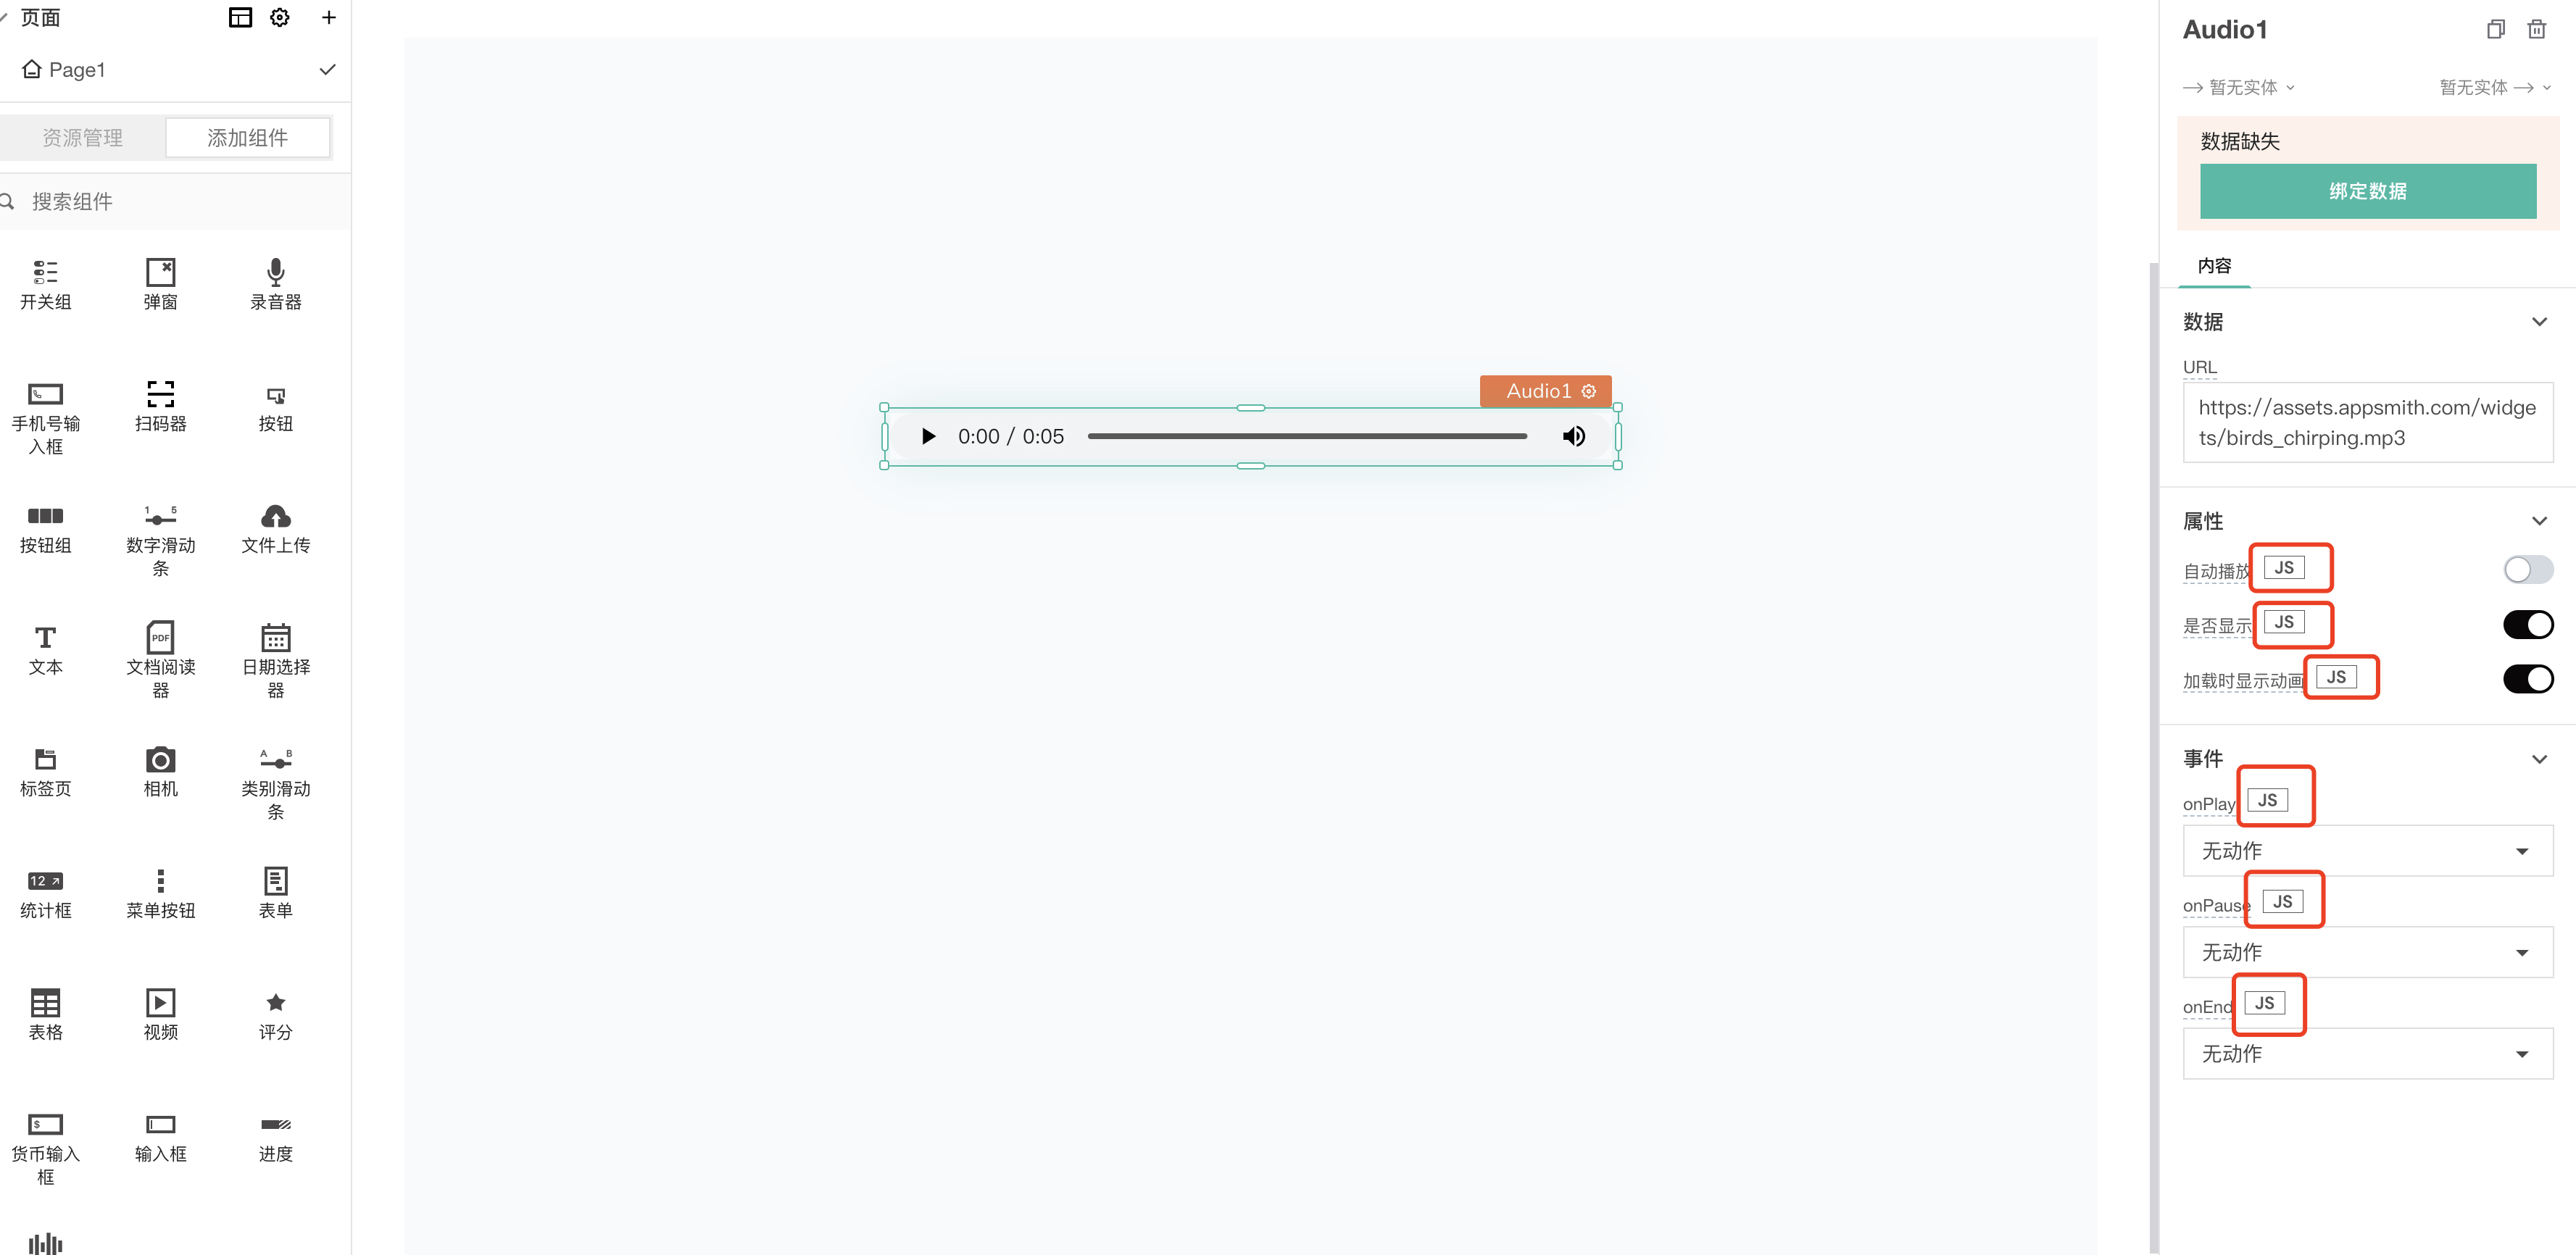 页面
Page1
资源管理
添加组件
搜索组件
开关组
弹窗
录音器
手机号输
入框
扫码器
按钮
按钮组
1 5
数字滑动
条
文件上传
文本
PDF
文档阅读
器
日期选择
器
标签页
相机
A B
类别滑动
条
12
统计框
菜单按钮
表单
表格
视频
评分
$
货币输入
框
输入框
进度
Audio1
0:00 / 0:05
Audio1
暂无实体
暂无实体
数据缺失
绑定数据
内容
数据
URL
https://assets.appsmith.com/widge
ts/birds_chirping.mp3
属性
自动播放 JS
是否显示 JS
加载时显示动画 JS
事件
onPlay JS
无动作
onPause JS
无动作
onEnd JS
无动作